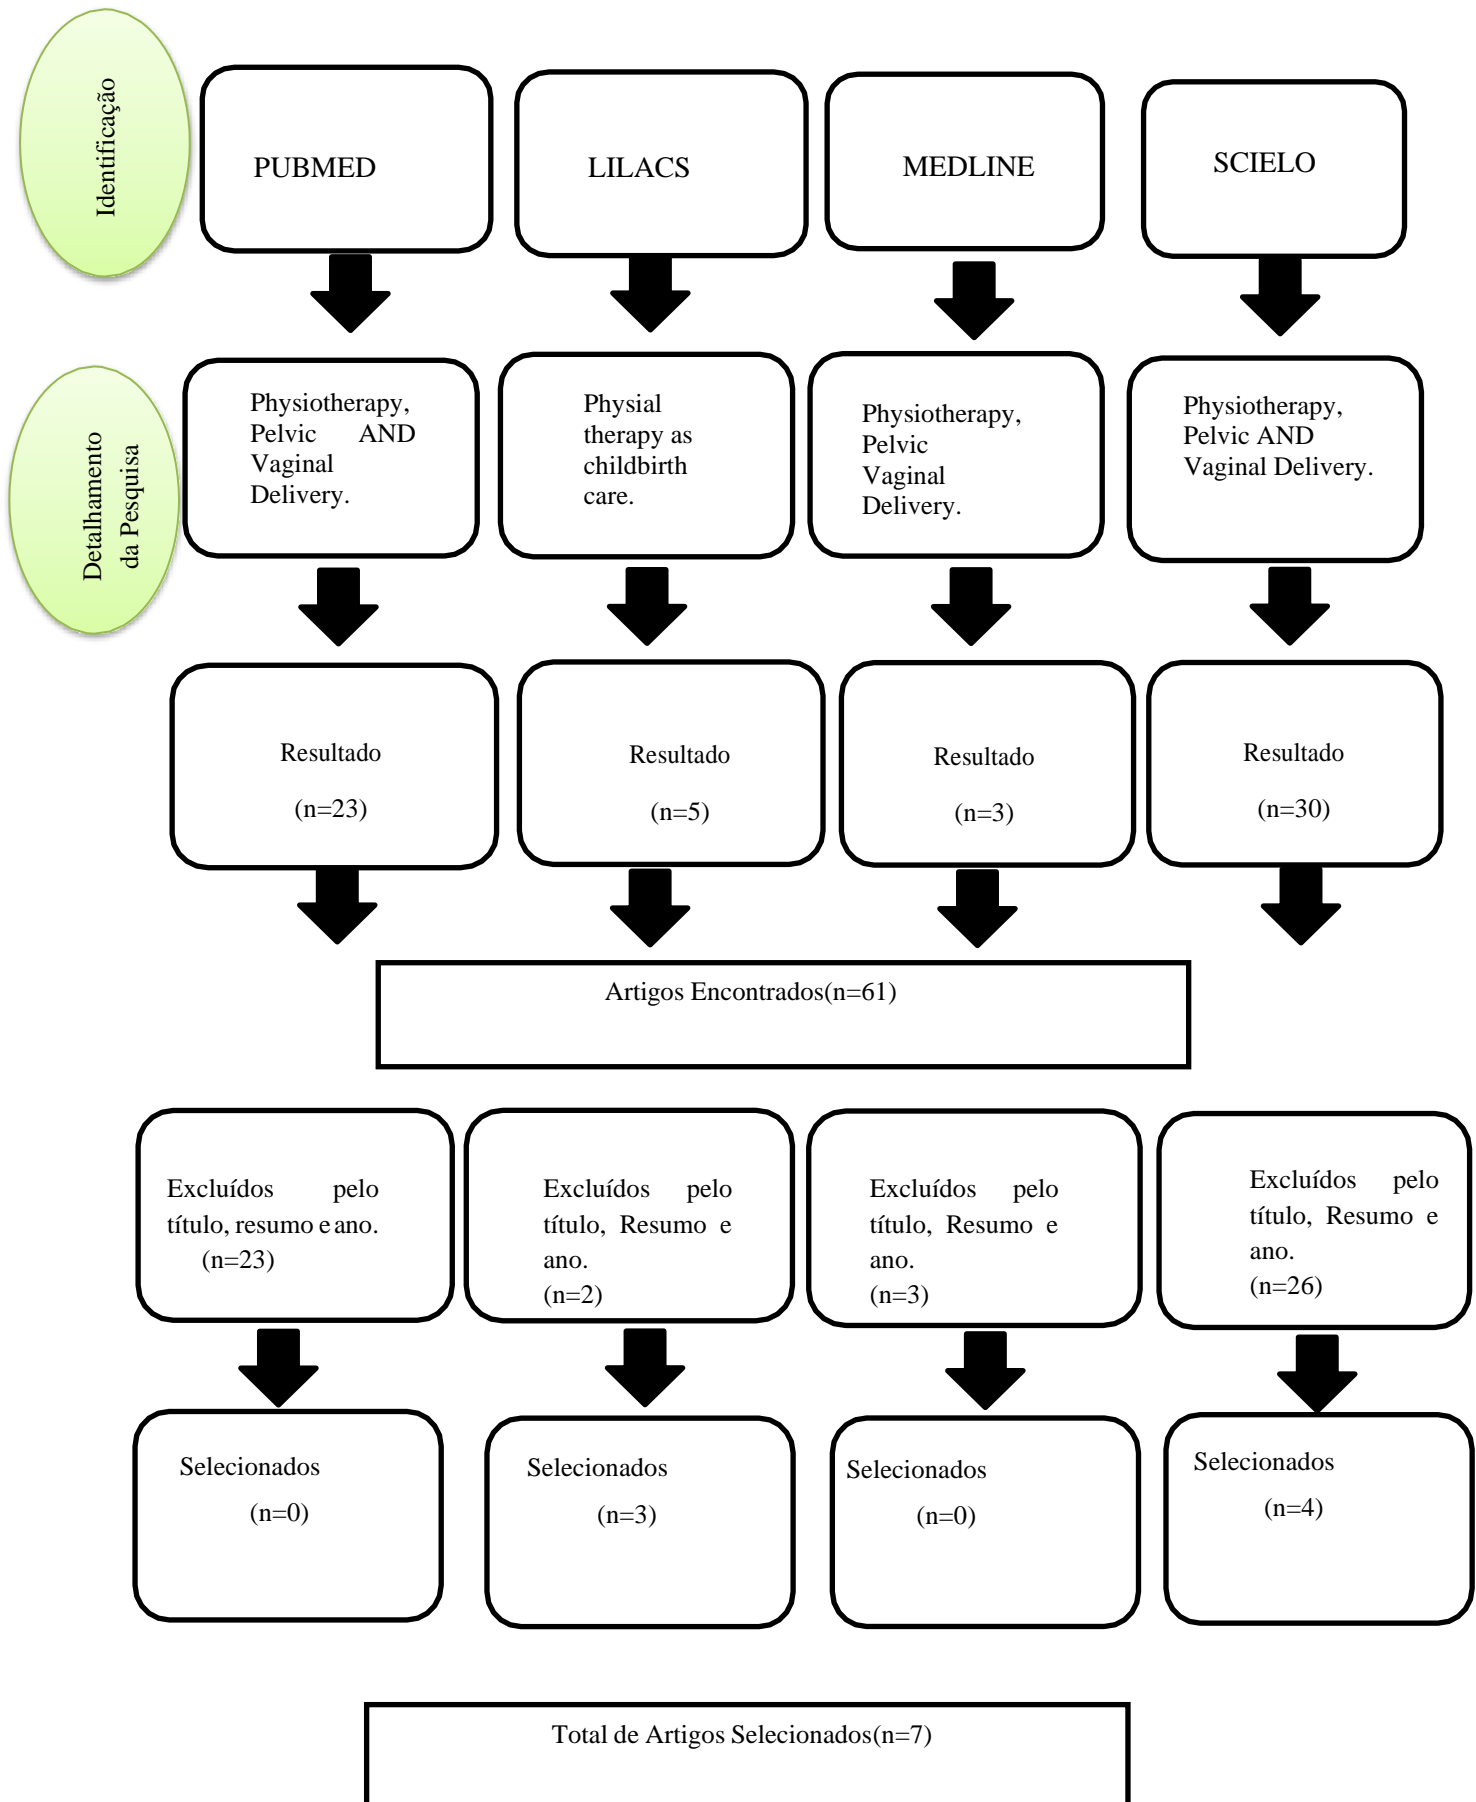 Identificação
PUBMED
LILACS
MEDLINE
SCIELO
Detalhamento
da Pesquisa
Physiotherapy,
Pelvic AND
Vaginal
Delivery.
Physial
therapy as
childbirth
care.
Physiotherapy,
Pelvic
Vaginal
Delivery.
Physiotherapy,
Pelvic AND
Vaginal Delivery.
Resultado
(n=23)
Resultado
(n=5)
Resultado
(n=3)
Resultado
(n=30)
Artigos Encontrados(n=61)
Excluídos pelo
título, resumo e ano.
(n=23)
Excluídos pelo
título, Resumo e
ano.
(n=2)
Excluídos pelo
título, Resumo e
ano.
(n=3)
Excluídos pelo
título, Resumo e
ano.
(n=26)
Selecionados
(n=0)
Selecionados
(n=3)
Selecionados
(n=0)
Selecionados
(n=4)
Total de Artigos Selecionados(n=7)